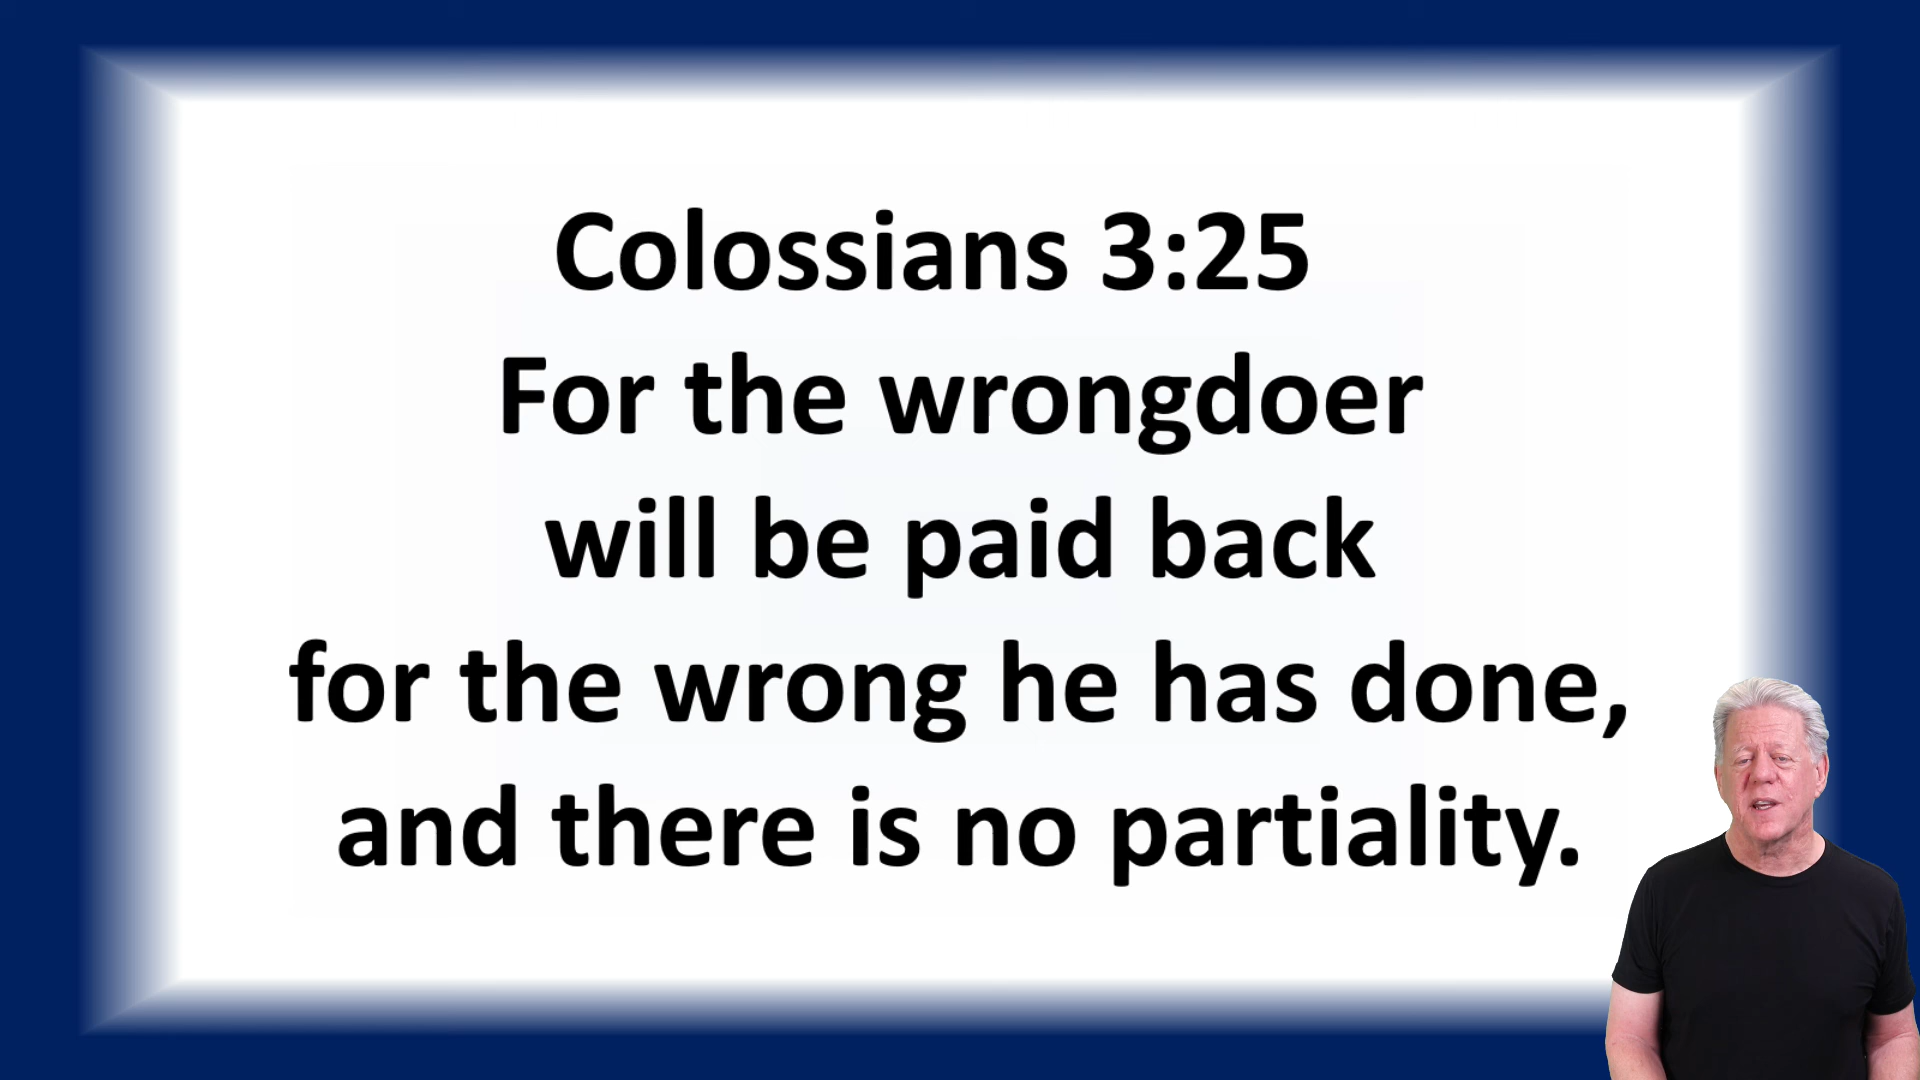 Colossians 3:25
For the wrongdoer
will be paid back
for the wrong he has done,
and there is no partiality.